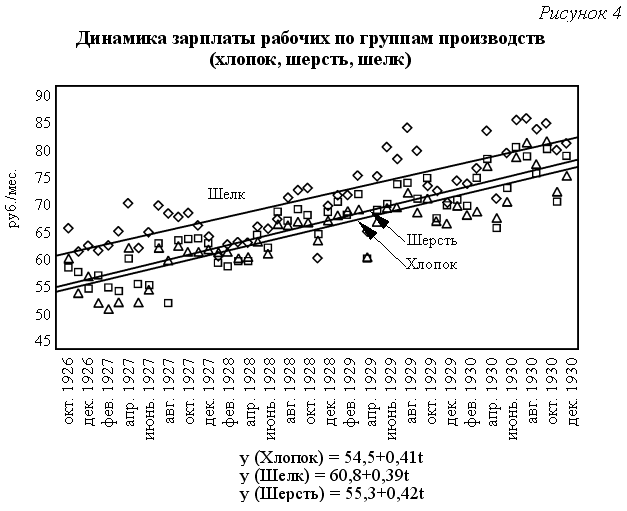 Рисунок 4
Динамика зарплаты рабочих по группам производств
(хлопок, шерсть, шелк)
руб./мес.
90
85
80
75
70
65
60
55
50
45
Шелк
Шерсть
Хлопок
окт. 1926
дек. 1926
фев. 1927
апр. 1927
июнь. 1927
авг. 1927
окт. 1927
дек. 1927
фев. 1928
апр. 1928
июнь. 1928
авг. 1928
окт. 1928
дек. 1928
фев. 1929
апр. 1929
июнь. 1929
авг. 1929
окт. 1929
дек. 1929
фев. 1930
апр. 1930
июнь. 1930
авг. 1930
окт. 1930
дек. 1930
у (Хлопок) = 54,5+0,41t
у (Шелк) = 60,8+0,39t
у (Шерсть) = 55,3+0,42t